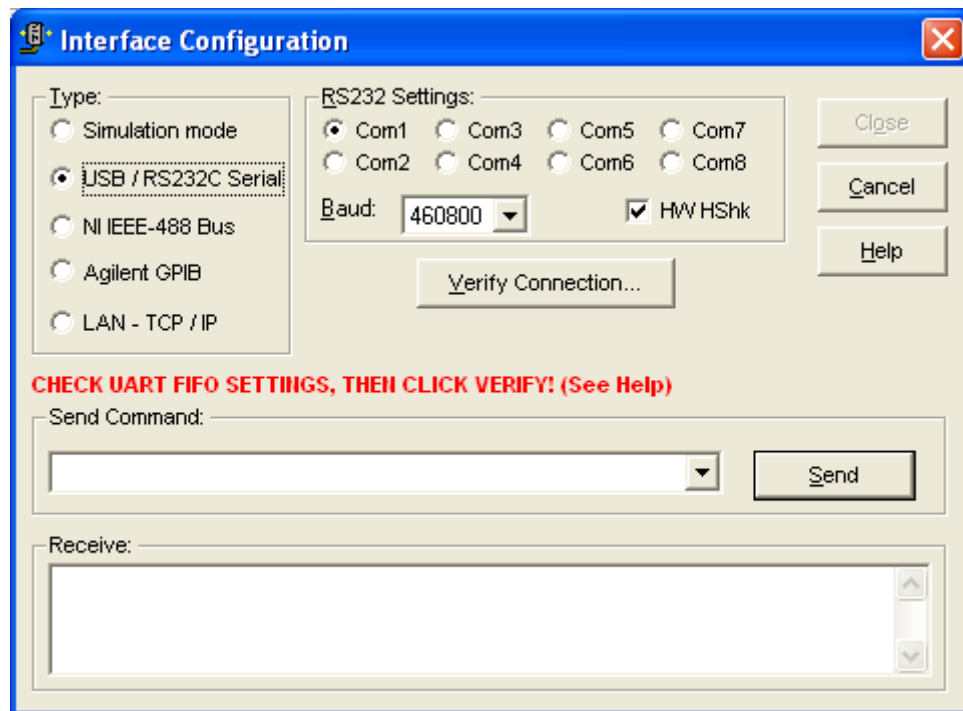 Interface Configuration
Type:
Simulation mode
USB / RS232C Serial
NI IEEE-488 Bus
Agilent GPIB
LAN - TCP / IP
RS232 Settings:
Com1 Com3 Com5 Com7
Com2 Com4 Com6 Com8
Baud: 460800 HW HShk
Verify Connection...
Close
Cancel
Help
CHECK UART FIFO SETTINGS, THEN CLICK VERIFY! (See Help)
Send Command:
Send
Receive: